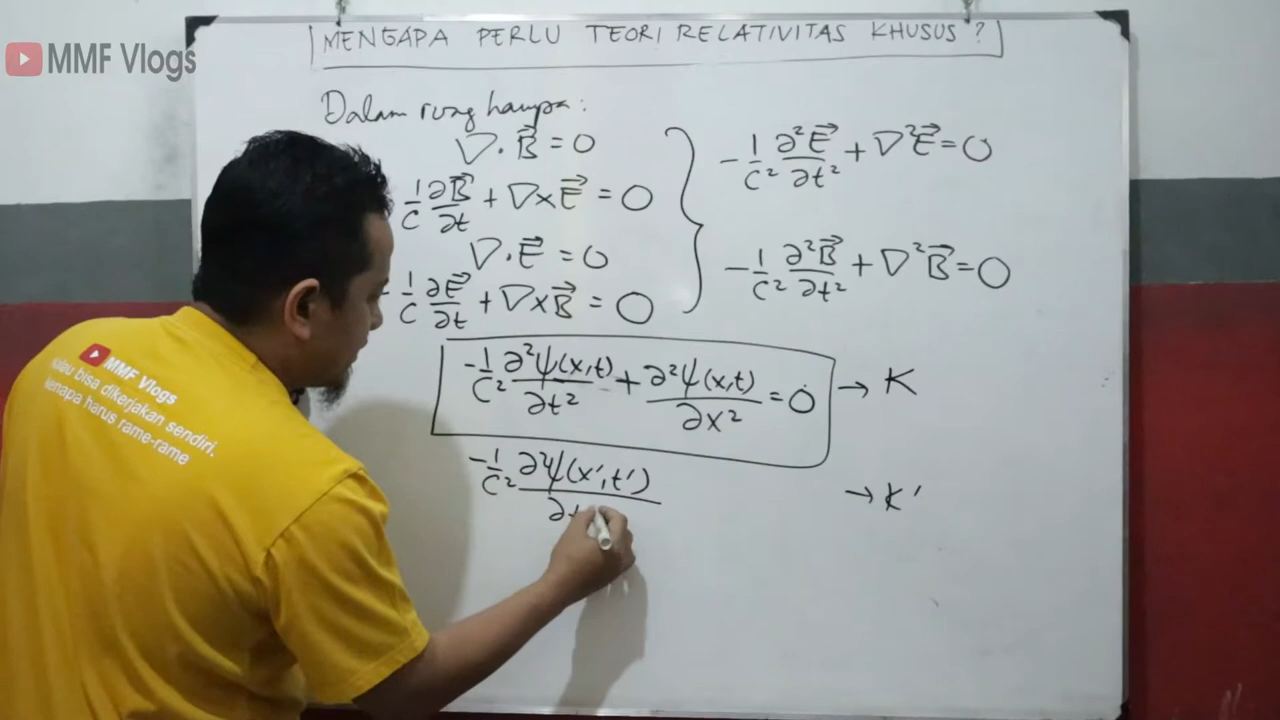 MMF Vlogs
MENGAPA PERLU TEORI RELATIVITAS KHUSUS?
Dalam ruang hampa:
∇·B⃗ = 0
1/c ∂B⃗/∂t + ∇×E⃗ = 0
∇·E⃗ = 0
-1/c ∂E⃗/∂t + ∇×B⃗ = 0
-1/c² ∂²E⃗/∂t² + ∇²E⃗ = 0
-1/c² ∂²B⃗/∂t² + ∇²B⃗ = 0
-1/c² ∂²ψ(x,t)/∂t² + ∂²ψ(x,t)/∂x² = 0 → K
-1/c² ∂²ψ(x',t')/∂t → K'
MMF Vlogs
kalau bisa dikerjakan sendiri.
kenapa harus rame-rame